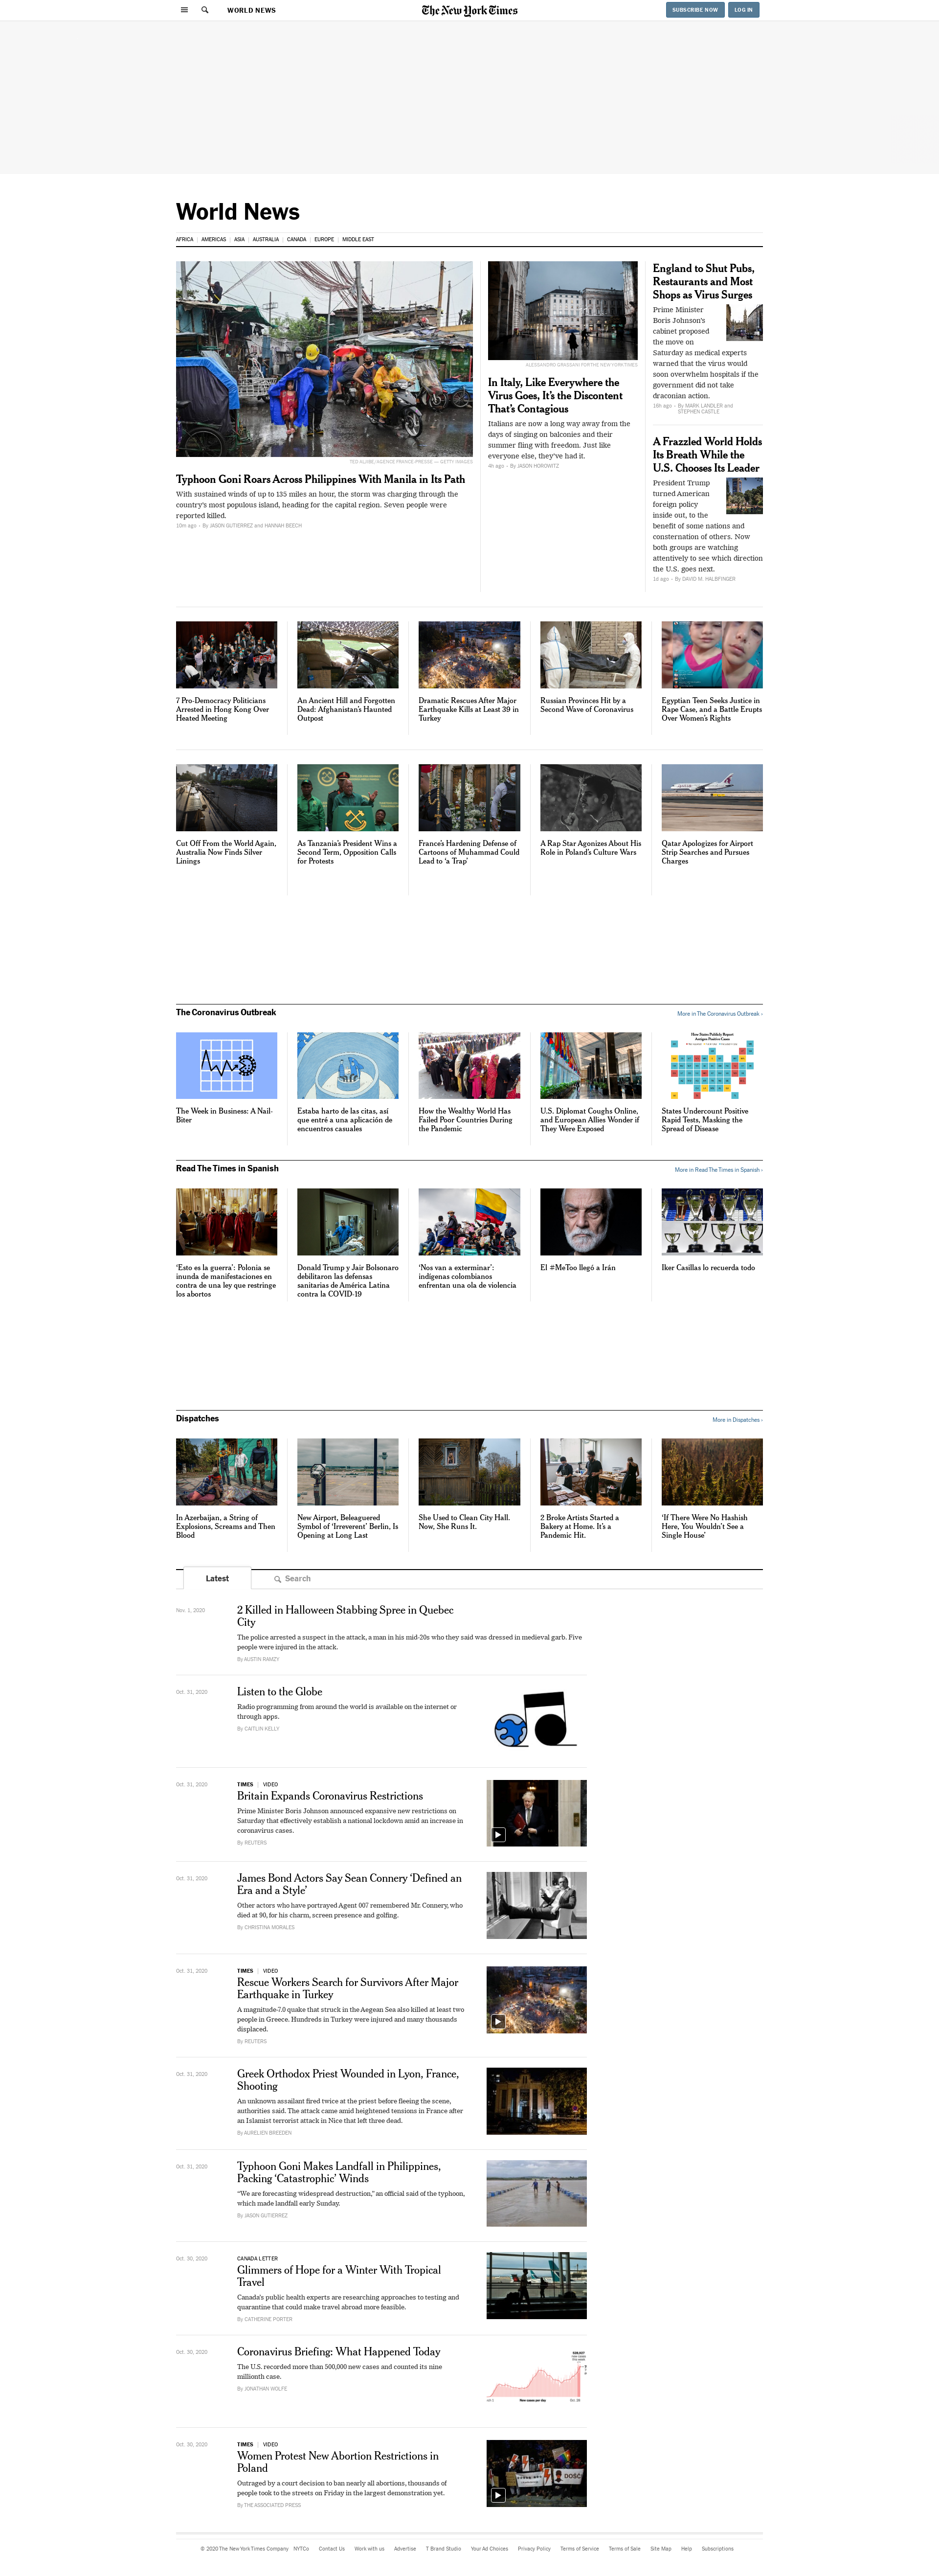 WORLD NEWS
The New York Times
SUBSCRIBE NOW
LOG IN
World News
AFRICA
AMERICAS
ASIA
AUSTRALIA
CANADA
EUROPE
MIDDLE EAST
TED ALJIBE/AGENCE FRANCE-PRESSE — GETTY IMAGES
Typhoon Goni Roars Across Philippines With Manila in Its Path
With sustained winds of up to 135 miles an hour, the storm was charging through the
country's most populous island, heading for the capital region. Seven people were
reported killed.
10m ago - By JASON GUTIERREZ and HANNAH BEECH
ALESSANDRO GRASSANI FOR THE NEW YORK TIMES
In Italy, Like Everywhere the
Virus Goes, It's the Discontent
That's Contagious
Italians are now a long way away from the
days of singing on balconies and their
summer fling with freedom. Just like
everyone else, they've had it.
4h ago - By JASON HOROWITZ
England to Shut Pubs,
Restaurants and Most
Shops as Virus Surges
Prime Minister
Boris Johnson's
cabinet proposed
the move on
Saturday as medical experts
warned that the virus would
soon overwhelm hospitals if the
government did not take
draconian action.
16h ago - By MARK LANDLER and
STEPHEN CASTLE
A Frazzled World Holds
Its Breath While the
U.S. Chooses Its Leader
President Trump
turned American
foreign policy
inside out, to the
benefit of some nations and
consternation of others. Now
both groups are watching
attentively to see which direction
the U.S. goes next.
1d ago - By DAVID M. HALBFINGER
7 Pro-Democracy Politicians
Arrested in Hong Kong Over
Heated Meeting
An Ancient Hill and Forgotten
Dead: Afghanistan's Haunted
Outpost
Dramatic Rescues After Major
Earthquake Kills at Least 39 in
Turkey
Russian Provinces Hit by a
Second Wave of Coronavirus
Egyptian Teen Seeks Justice in
Rape Case, and a Battle Erupts
Over Women's Rights
Cut Off From the World Again,
Australia Now Finds Silver
Linings
As Tanzania's President Wins a
Second Term, Opposition Calls
for Protests
France's Hardening Defense of
Cartoons of Muhammad Could
Lead to 'a Trap'
A Rap Star Agonizes About His
Role in Poland's Culture Wars
Qatar Apologizes for Airport
Strip Searches and Pursues
Charges
The Coronavirus Outbreak
More in The Coronavirus Outbreak ›
The Week in Business: A Nail-
Biter
Estaba harto de las citas, así
que entré a una aplicación de
encuentros casuales
How the Wealthy World Has
Failed Poor Countries During
the Pandemic
U.S. Diplomat Coughs Online,
and European Allies Wonder if
They Were Exposed
How States Publicly Report
Antigen Positive Cases
States Undercount Positive
Rapid Tests, Masking the
Spread of Disease
Read The Times in Spanish
More in Read The Times in Spanish ›
'Esto es la guerra': Polonia se
inunda de manifestaciones en
contra de una ley que restringe
los abortos
Donald Trump y Jair Bolsonaro
debilitaron las defensas
sanitarias de América Latina
contra la COVID-19
'Nos van a exterminar':
indígenas colombianos
enfrentan una ola de violencia
El #MeToo llegó a Irán
Iker Casillas lo recuerda todo
Dispatches
More in Dispatches ›
In Azerbaijan, a String of
Explosions, Screams and Then
Blood
New Airport, Beleaguered
Symbol of 'Irreverent' Berlin, Is
Opening at Long Last
She Used to Clean City Hall.
Now, She Runs It.
2 Broke Artists Started a
Bakery at Home. It's a
Pandemic Hit.
'If There Were No Hashish
Here, You Wouldn't See a
Single House'
Latest
Search
Nov. 1, 2020
2 Killed in Halloween Stabbing Spree in Quebec
City
The police arrested a suspect in the attack, a man in his mid-20s who they said was dressed in medieval garb. Five
people were injured in the attack.
By AUSTIN RAMZY
Oct. 31, 2020
Listen to the Globe
Radio programming from around the world is available on the internet or
through apps.
By CAITLIN KELLY
Oct. 31, 2020
TIMES | VIDEO
Britain Expands Coronavirus Restrictions
Prime Minister Boris Johnson announced expansive new restrictions on
Saturday that effectively establish a national lockdown amid an increase in
coronavirus cases.
By REUTERS
Oct. 31, 2020
James Bond Actors Say Sean Connery 'Defined an
Era and a Style'
Other actors who have portrayed Agent 007 remembered Mr. Connery, who
died at 90, for his charm, screen presence and golfing.
By CHRISTINA MORALES
Oct. 31, 2020
TIMES | VIDEO
Rescue Workers Search for Survivors After Major
Earthquake in Turkey
A magnitude-7.0 quake that struck in the Aegean Sea also killed at least two
people in Greece. Hundreds in Turkey were injured and many thousands
displaced.
By REUTERS
Oct. 31, 2020
Greek Orthodox Priest Wounded in Lyon, France,
Shooting
An unknown assailant fired twice at the priest before fleeing the scene,
authorities said. The attack came amid heightened tensions in France after
an Islamist terrorist attack in Nice that left three dead.
By AURELIEN BREEDEN
Oct. 31, 2020
Typhoon Goni Makes Landfall in Philippines,
Packing 'Catastrophic' Winds
"We are forecasting widespread destruction," an official said of the typhoon,
which made landfall early Sunday.
By JASON GUTIERREZ
Oct. 30, 2020
CANADA LETTER
Glimmers of Hope for a Winter With Tropical
Travel
Canada's public health experts are researching approaches to testing and
quarantine that could make travel abroad more feasible.
By CATHERINE PORTER
Oct. 30, 2020
Coronavirus Briefing: What Happened Today
The U.S. recorded more than 500,000 new cases and counted its nine
millionth case.
By JONATHAN WOLFE
New cases per day
Oct. 30, 2020
TIMES | VIDEO
Women Protest New Abortion Restrictions in
Poland
Outraged by a court decision to ban nearly all abortions, thousands of
people took to the streets on Friday in the largest demonstration yet.
By THE ASSOCIATED PRESS
© 2020 The New York Times Company
NYTCo
Contact Us
Work with us
Advertise
T Brand Studio
Your Ad Choices
Privacy Policy
Terms of Service
Terms of Sale
Site Map
Help
Subscriptions